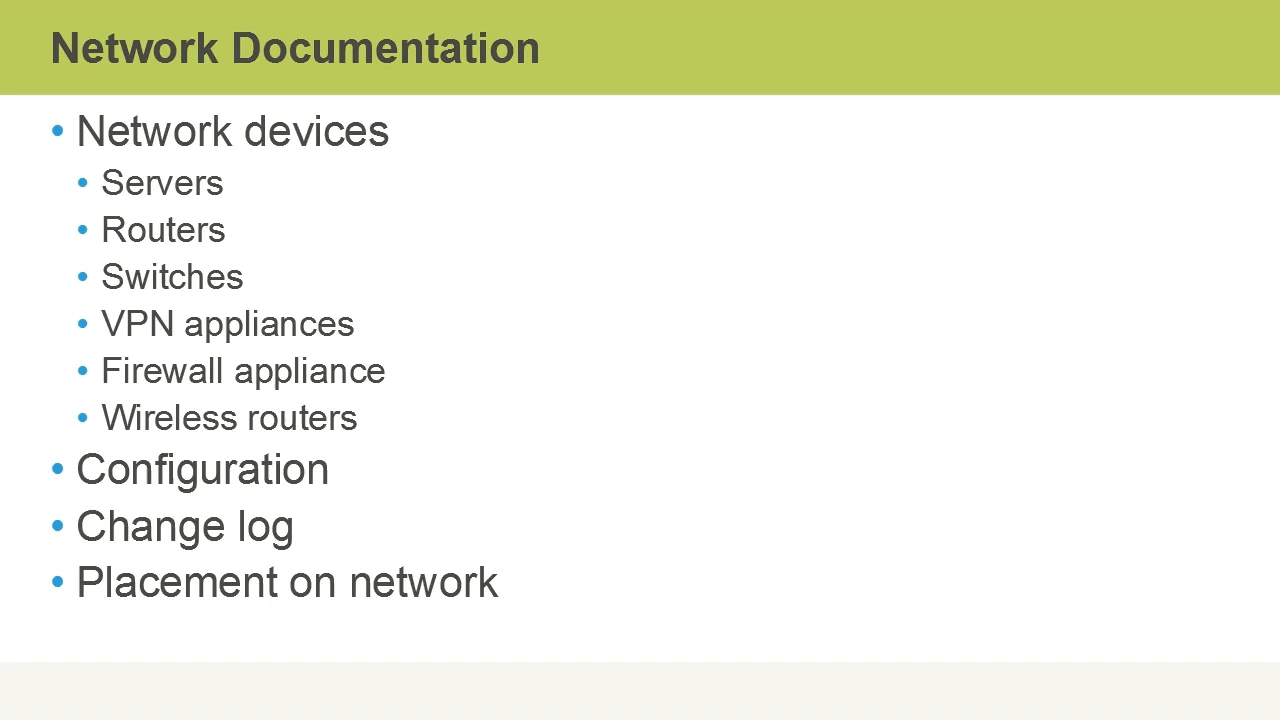 Network Documentation
• Network devices
• Servers
• Routers
• Switches
• VPN appliances
• Firewall appliance
• Wireless routers
• Configuration
• Change log
• Placement on network